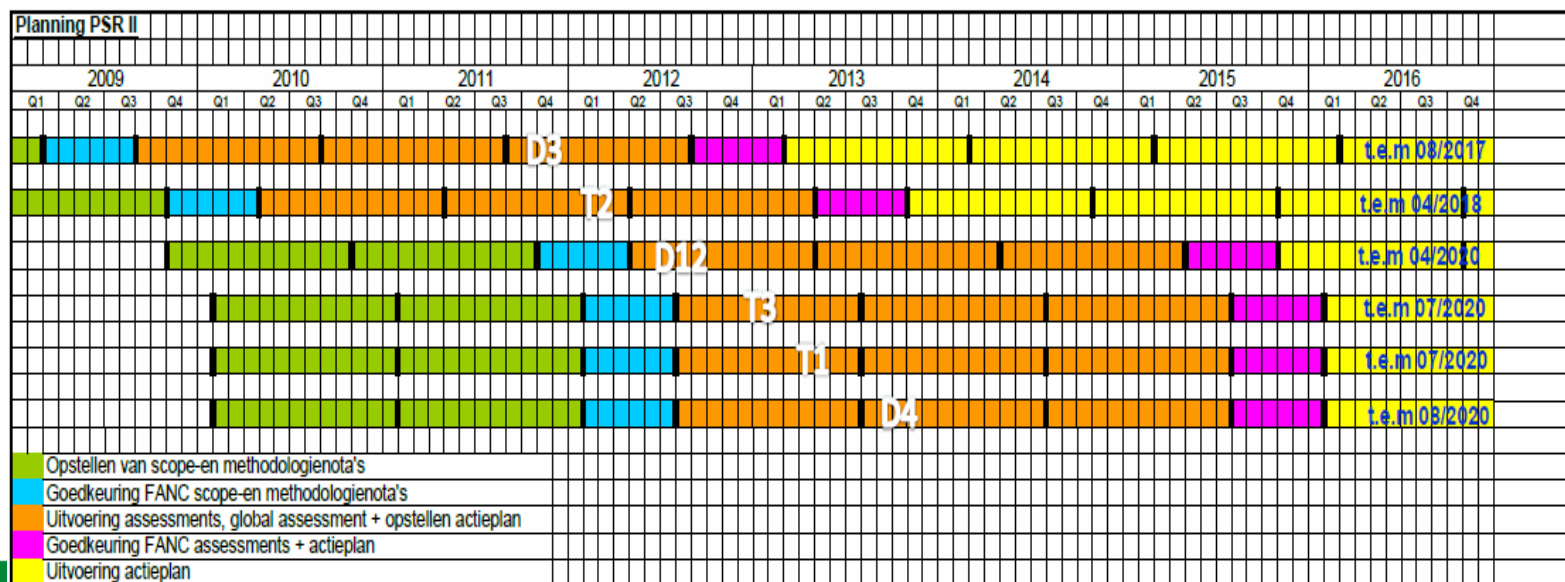 Planning PSR II
2009 2010 2011 2012 2013 2014 2015 2016
Q1 Q2 Q3 Q4 Q1 Q2 Q3 Q4 Q1 Q2 Q3 Q4 Q1 Q2 Q3 Q4 Q1 Q2 Q3 Q4 Q1 Q2 Q3 Q4 Q1 Q2 Q3 Q4 Q1 Q2 Q3 Q4
D3 t.e.m 08/2017
T2 t.e.m 04/2018
D12 t.e.m 04/2020
T3 t.e.m 07/2020
T1 t.e.m 07/2020
D4 t.e.m 08/2020
Opstellen van scope-en methodologienota's
Goedkeuring FANC scope-en methodologienota's
Uitvoering assessments, global assessment + opstellen actieplan
Goedkeuring FANC assessments + actieplan
Uitvoering actieplan